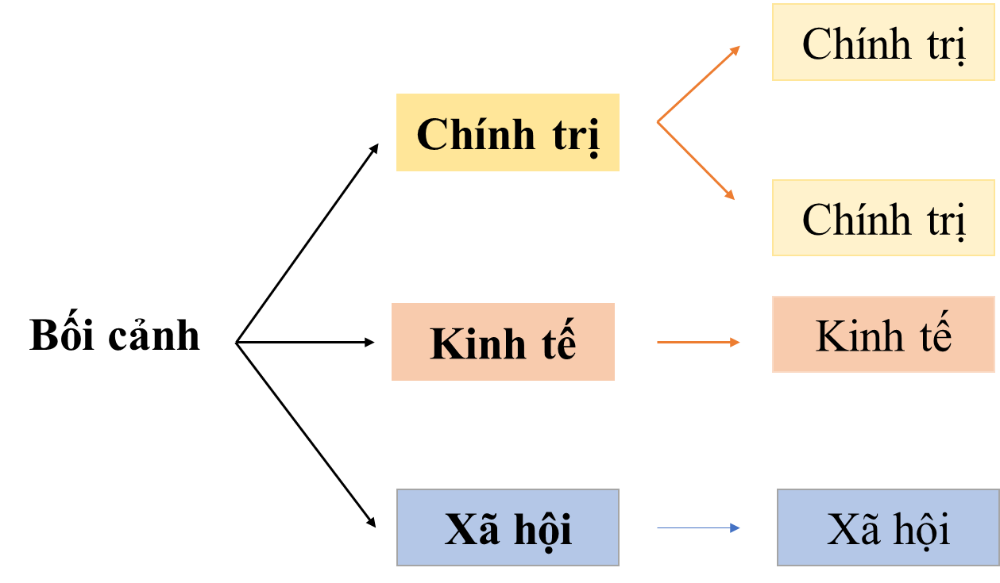 Bối cảnh
Chính trị
Chính trị
Chính trị
Kinh tế
Kinh tế
Xã hội
Xã hội